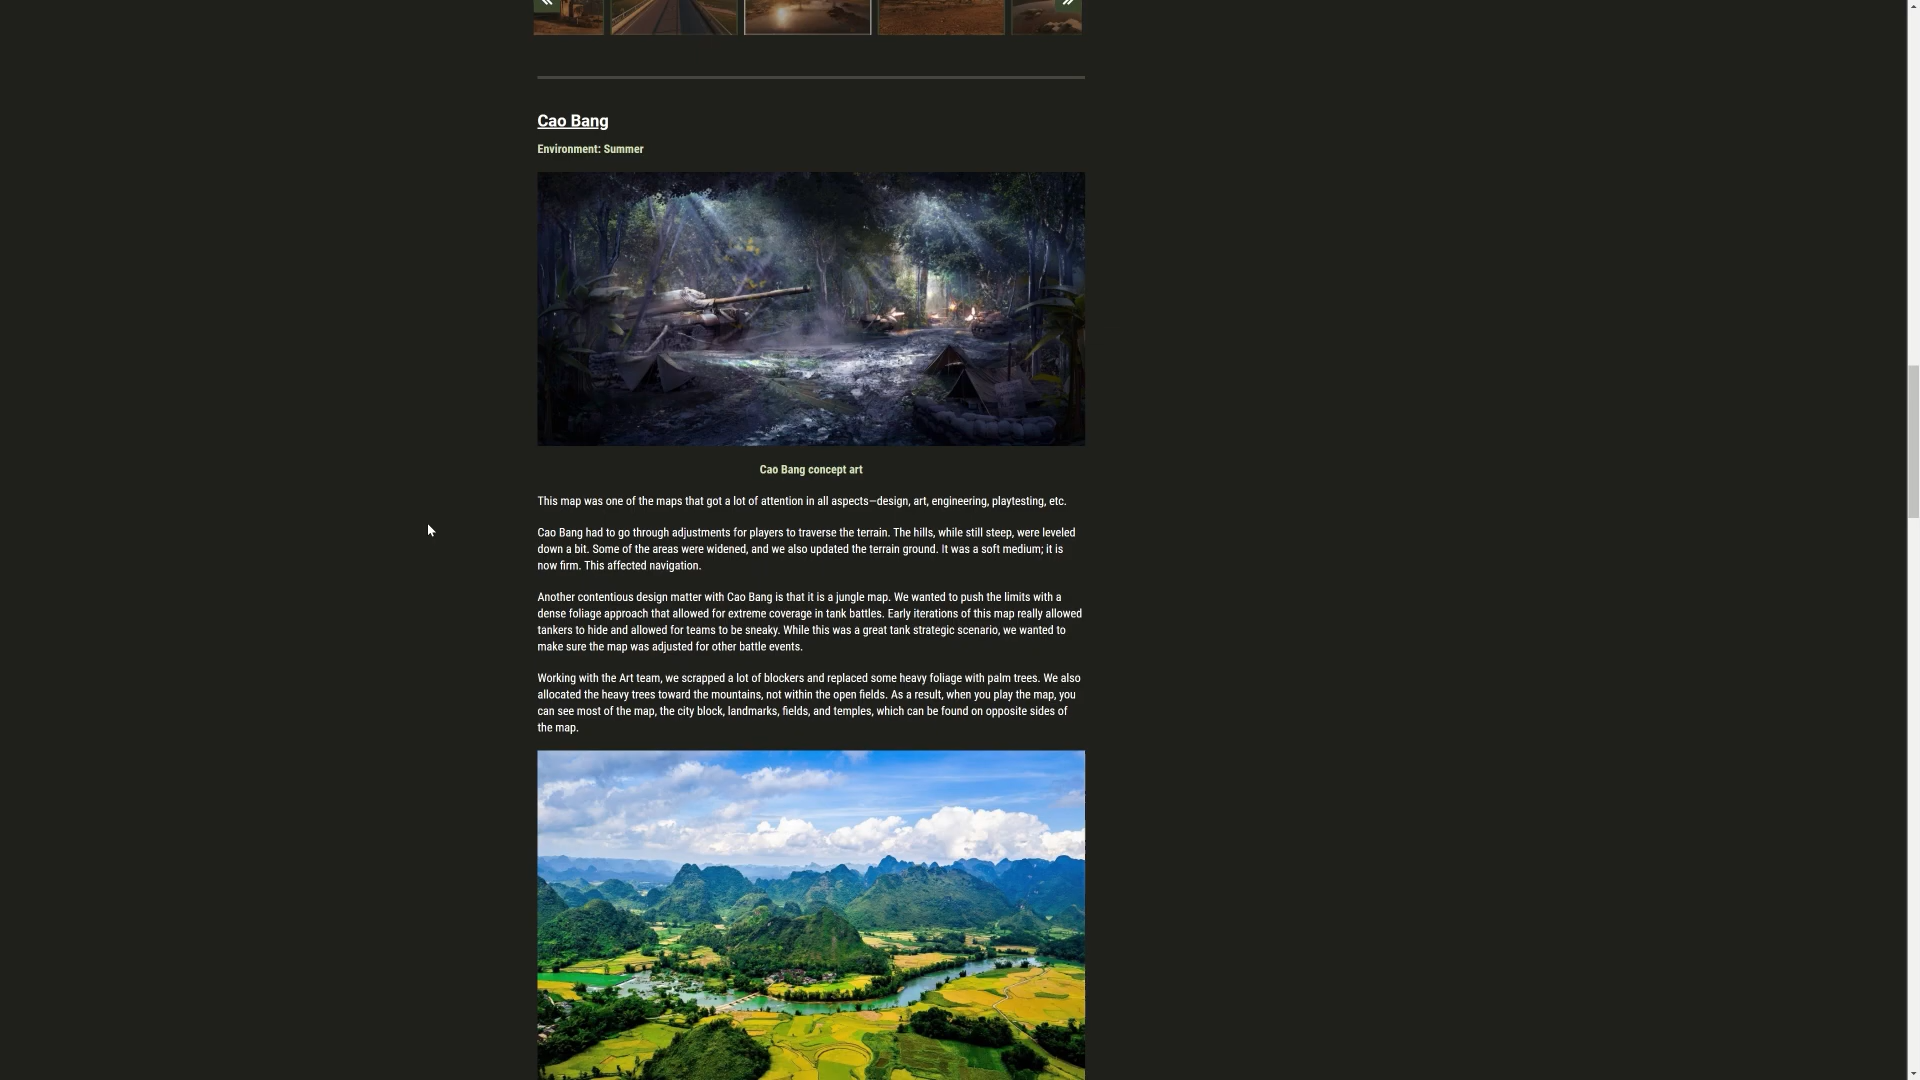 Cao Bang
Environment: Summer
Cao Bang concept art
This map was one of the maps that got a lot of attention in all aspects—design, art, engineering, playtesting, etc.
Cao Bang had to go through adjustments for players to traverse the terrain. The hills, while still steep, were leveled
down a bit. Some of the areas were widened, and we also updated the terrain ground. It was a soft medium; it is
now firm. This affected navigation.
Another contentious design matter with Cao Bang is that it is a jungle map. We wanted to push the limits with a
dense foliage approach that allowed for extreme coverage in tank battles. Early iterations of this map really allowed
tankers to hide and allowed for teams to be sneaky. While this was a great tank strategic scenario, we wanted to
make sure the map was adjusted for other battle events.
Working with the Art team, we scrapped a lot of blockers and replaced some heavy foliage with palm trees. We also
allocated the heavy trees toward the mountains, not within the open fields. As a result, when you play the map, you
can see most of the map, the city block, landmarks, fields, and temples, which can be found on opposite sides of
the map.